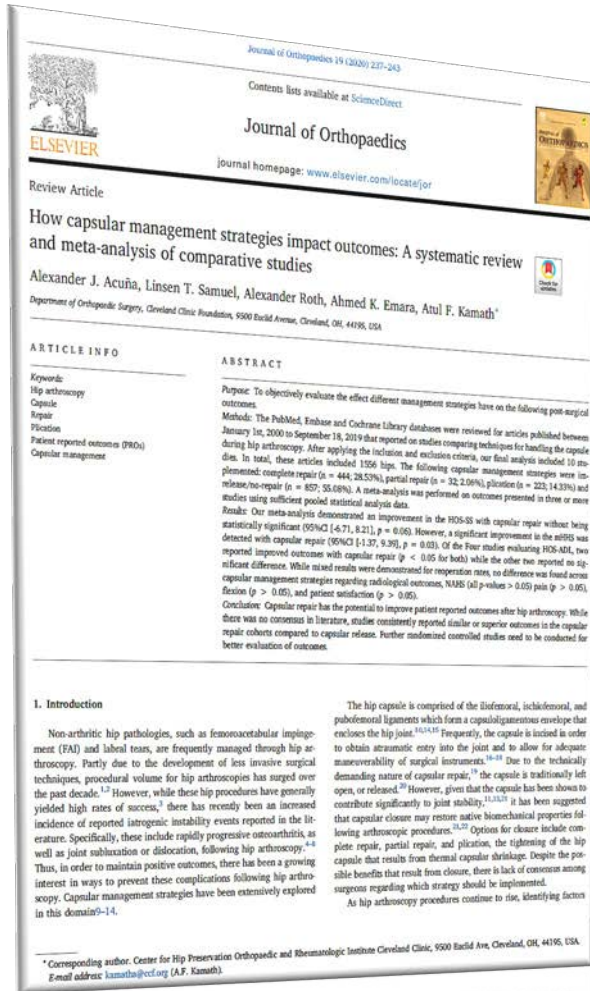 Journal of Orthopaedics 19 (2020) 237–243
Contents lists available at ScienceDirect
Journal of Orthopaedics
ELSEVIER
journal homepage: www.elsevier.com/locate/jor
JOURNAL OF
ORTHOPAEDICS
Review Article
How capsular management strategies impact outcomes: A systematic review
and meta-analysis of comparative studies
Check for
updates
Alexander J. Acuña, Linsen T. Samuel, Alexander Roth, Ahmed K. Emara, Atul F. Kamath*
Department of Orthopaedic Surgery, Cleveland Clinic Foundation, 9500 Euclid Avenue, Cleveland, OH, 44195, USA
ARTICLE INFO
Keywords:
Hip arthroscopy
Capsule
Repair
Plication
Patient reported outcomes (PROs)
Capsular management
ABSTRACT
Purpose: To objectively evaluate the effect different management strategies have on the following post-surgical
outcomes.
Methods: The PubMed, Embase and Cochrane Library databases were reviewed for articles published between
January 1st, 2000 to September 18, 2019 that reported on studies comparing techniques for handling the capsule
during hip arthroscopy. After applying the inclusion and exclusion criteria, our final analysis included 10 stu-
dies. In total, these articles included 1556 hips. The following capsular management strategies were im-
plemented: complete repair (n = 444; 28.53%), partial repair (n = 32; 2.06%), plication (n = 223; 14.33%) and
release/no-repair (n = 857; 55.08%). A meta-analysis was performed on outcomes presented in three or more
studies using sufficient pooled statistical analysis data.
Results: Our meta-analysis demonstrated an improvement in the HOS-SS with capsular repair without being
statistically significant (95%CI [-6.71, 8.21], p = 0.06). However, a significant improvement in the mHHS was
detected with capsular repair (95%CI [-1.37, 9.39], p = 0.03). Of the Four studies evaluating HOS-ADL, two
reported improved outcomes with capsular repair (p < 0.05 for both) while the other two reported no sig-
nificant difference. While mixed results were demonstrated for reoperation rates, no difference was found across
capsular management strategies regarding radiological outcomes, NAHS (all p-values > 0.05) pain (p > 0.05),
flexion (p > 0.05), and patient satisfaction (p > 0.05).
Conclusion: Capsular repair has the potential to improve patient reported outcomes after hip arthroscopy. While
there was no consensus in literature, studies consistently reported similar or superior outcomes in the capsular
repair cohorts compared to capsular release. Further randomized controlled studies need to be conducted for
better evaluation of outcomes.
1. Introduction
Non-arthritic hip pathologies, such as femoroacetabular impinge-
ment (FAI) and labral tears, are frequently managed through hip ar-
throscopy. Partly due to the development of less invasive surgical
techniques, procedural volume for hip arthroscopies has surged over
the past decade.1,2 However, while these hip procedures have generally
yielded high rates of success,3 there has recently been an increased
incidence of reported iatrogenic instability events reported in the lit-
erature. Specifically, these include rapidly progressive osteoarthritis, as
well as joint subluxation or dislocation, following hip arthroscopy.4–8
Thus, in order to maintain positive outcomes, there has been a growing
interest in ways to prevent these complications following hip arthro-
scopy. Capsular management strategies have been extensively explored
in this domain9–14.
The hip capsule is comprised of the iliofemoral, ischiofemoral, and
pubofemoral ligaments which form a capsuloligamentous envelope that
encloses the hip joint.10,14,15 Frequently, the capsule is incised in order to
obtain atraumatic entry into the joint and to allow for adequate
maneuverability of surgical instruments.16–18 Due to the technically
demanding nature of capsular repair,19 the capsule is traditionally left
open, or released.20 However, given that the capsule has been shown to
contribute significantly to joint stability, it has been suggested
that capsular closure may restore native biomechanical properties fol-
lowing arthroscopic procedures. Options for closure include com-
plete repair, partial repair, and plication, the tightening of the hip
capsule that results from thermal capsular shrinkage. Despite the pos-
sible benefits that result from closure, there is lack of consensus among
surgeons regarding which strategy should be implemented.
As hip arthroscopy procedures continue to rise, identifying factors
* Corresponding author. Center for Hip Preservation Orthopaedic and Rheumatologic Institute Cleveland Clinic, 9500 Euclid Ave, Cleveland, OH, 44195, USA.
E-mail address: kamatha@ccf.org (A.F. Kamath).